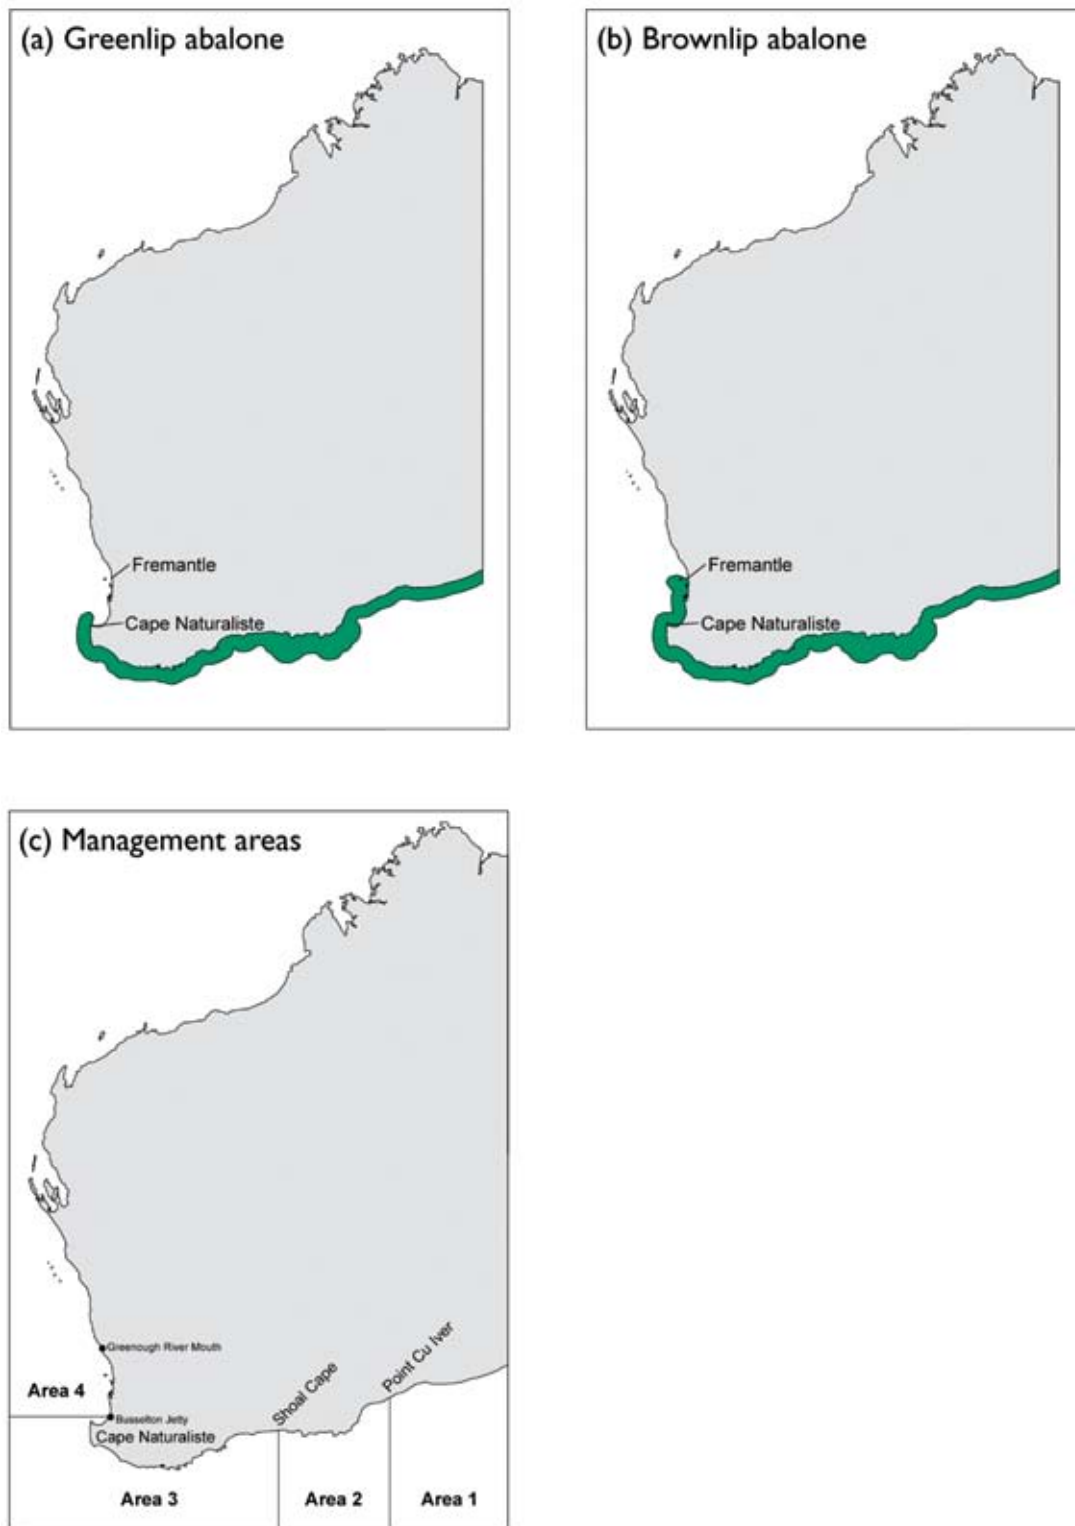 (a) Greenlip abalone
Fremantle
Cape Naturaliste
(b) Brownlip abalone
Fremantle
Cape Naturaliste
(c) Management areas
Greenough River Mouth
Area 4
Busselton Jetty
Cape Naturaliste
Shoal Cape
Point Cu Iver
Area 3
Area 2
Area 1